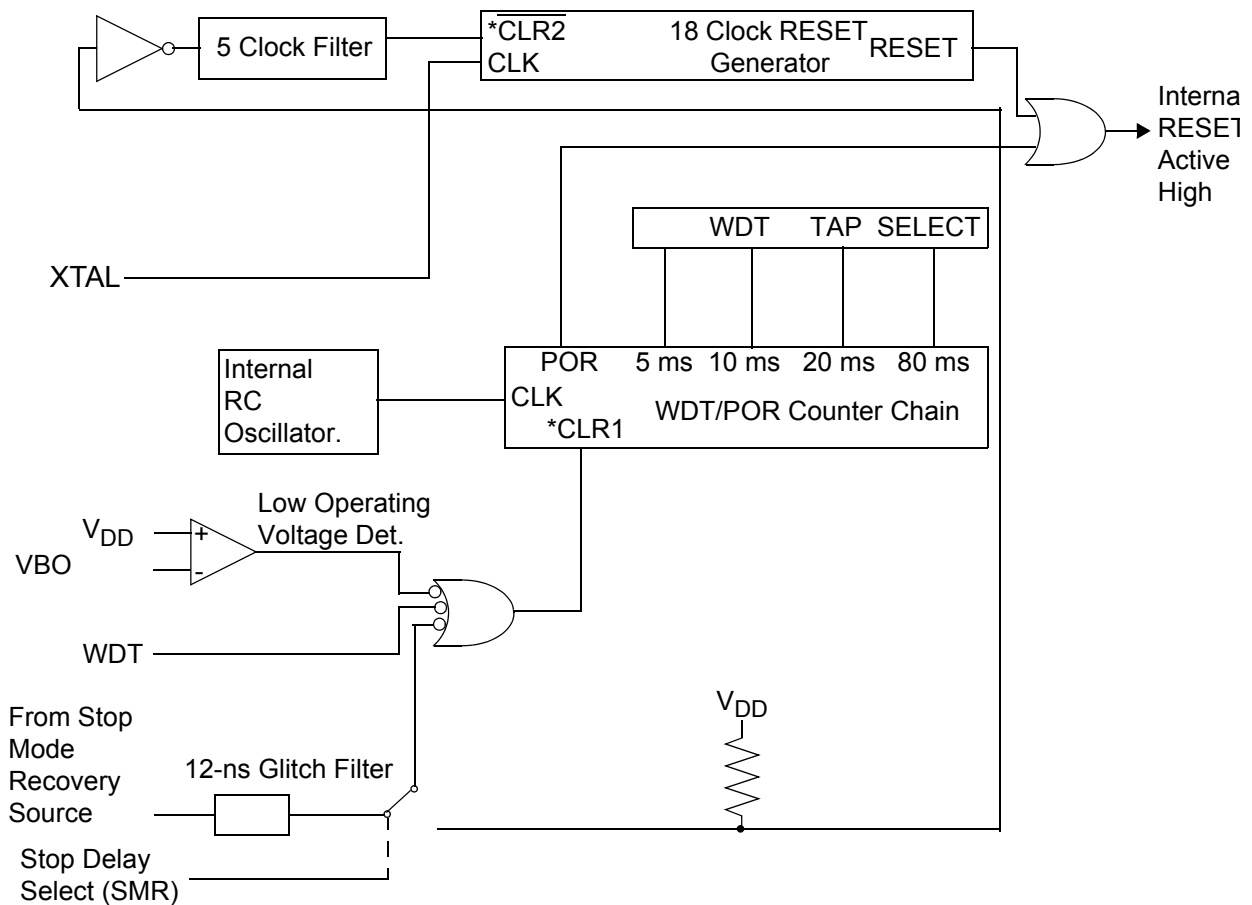 5 Clock Filter
*CLR2
CLK
18 Clock RESET
Generator
RESET
Interna
RESET
Active
High
WDT TAP SELECT
XTAL
Internal
RC
Oscillator.
POR 5 ms 10 ms 20 ms 80 ms
CLK
WDT/POR Counter Chain
*CLR1
Low Operating
Voltage Det.
VDD
+
VBO
-
WDT
From Stop
Mode
Recovery
Source
12-ns Glitch Filter
VDD
Stop Delay
Select (SMR)